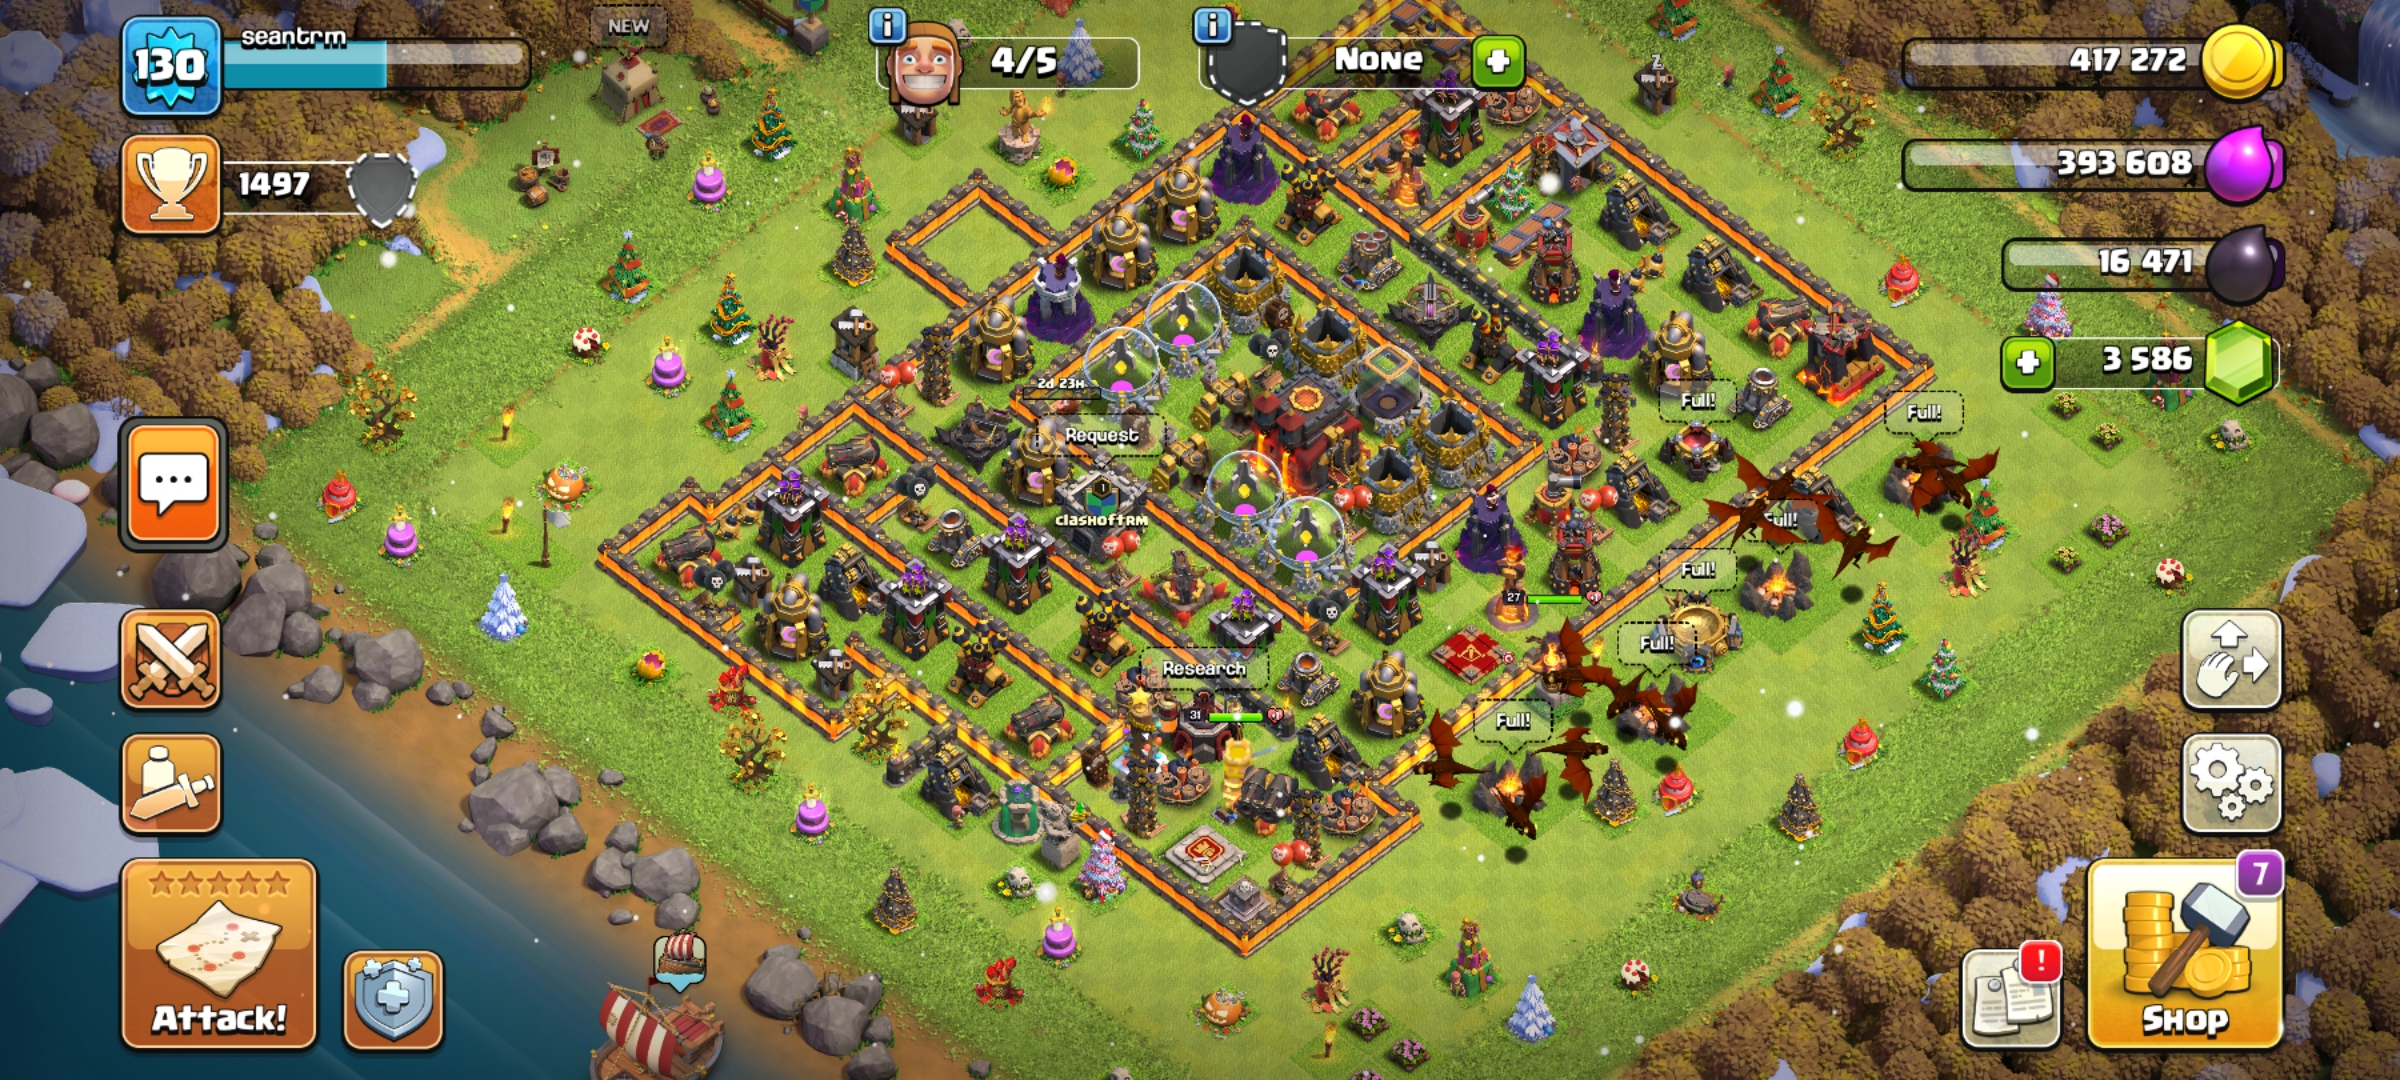 NEW
130
seantrm
4/5
None
417 272
1497
393 608
16 471
3 586
2d 23H
Request
Full!
Full!
clashoftrm
Full!
Full!
27
Full!
Research
31
Full!
7
!
Attack!
Shop